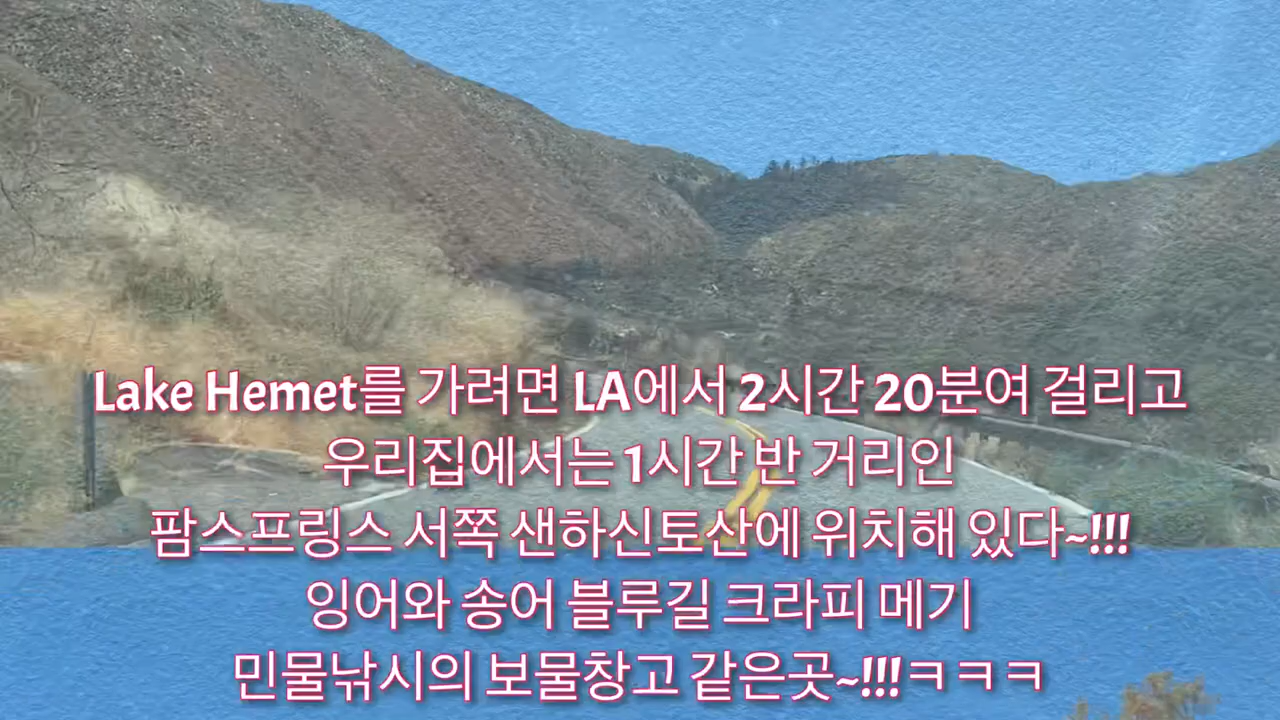 Lake Hemet를 가려면 LA에서 2시간 20분여 걸리고
우리집에서는 1시간 반 거리인
팜스프링스 서쪽 샌하신토산에 위치해 있다~!!!
잉어와 송어 블루길 크라피 메기
민물낚시의 보물창고 같은곳~!!!ㅋㅋㅋ